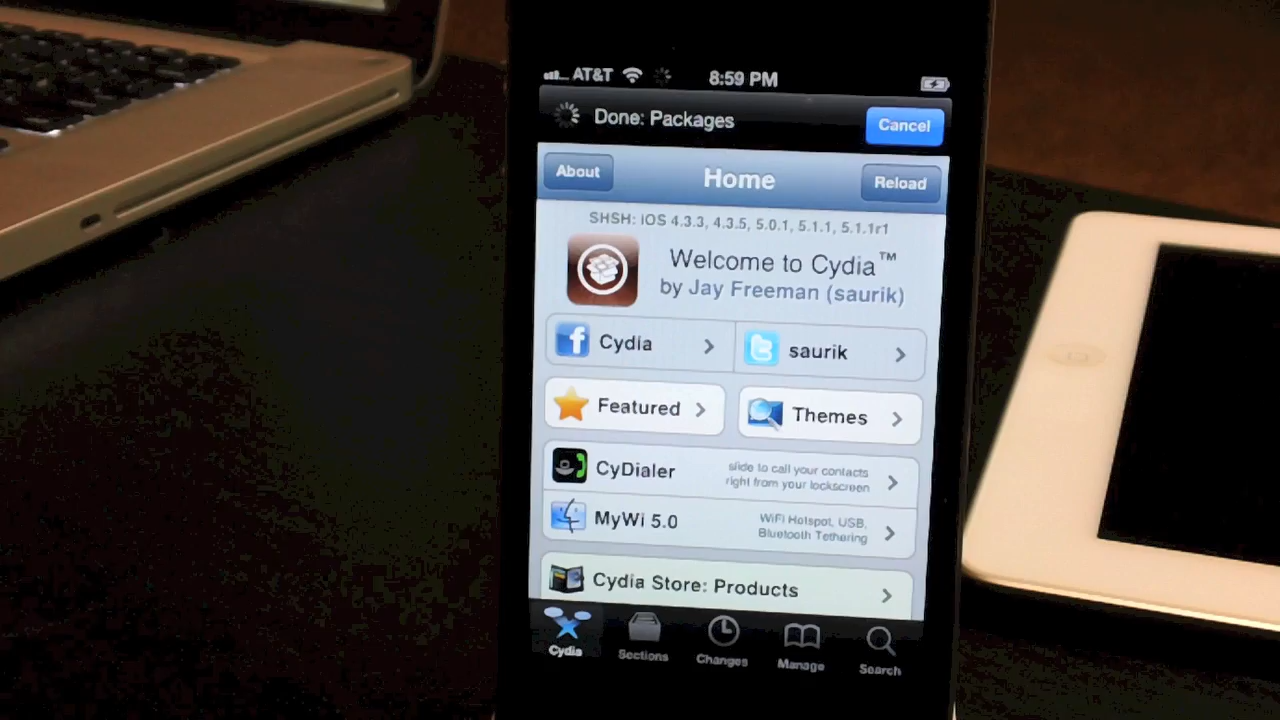 AT&T 8:59 PM
Done: Packages Cancel
About Home Reload
SHSH: iOS 4.3.3, 4.3.5, 5.0.1, 5.1.1, 5.1.1r1
Welcome to Cydia™
by Jay Freeman (saurik)
Cydia saurik
Featured Themes
CyDialer slide to call your contacts
right from your lockscreen
MyWi 5.0 WiFi Hotspot, USB,
Bluetooth Tethering
Cydia Store: Products
Cydia Sections Changes Manage Search